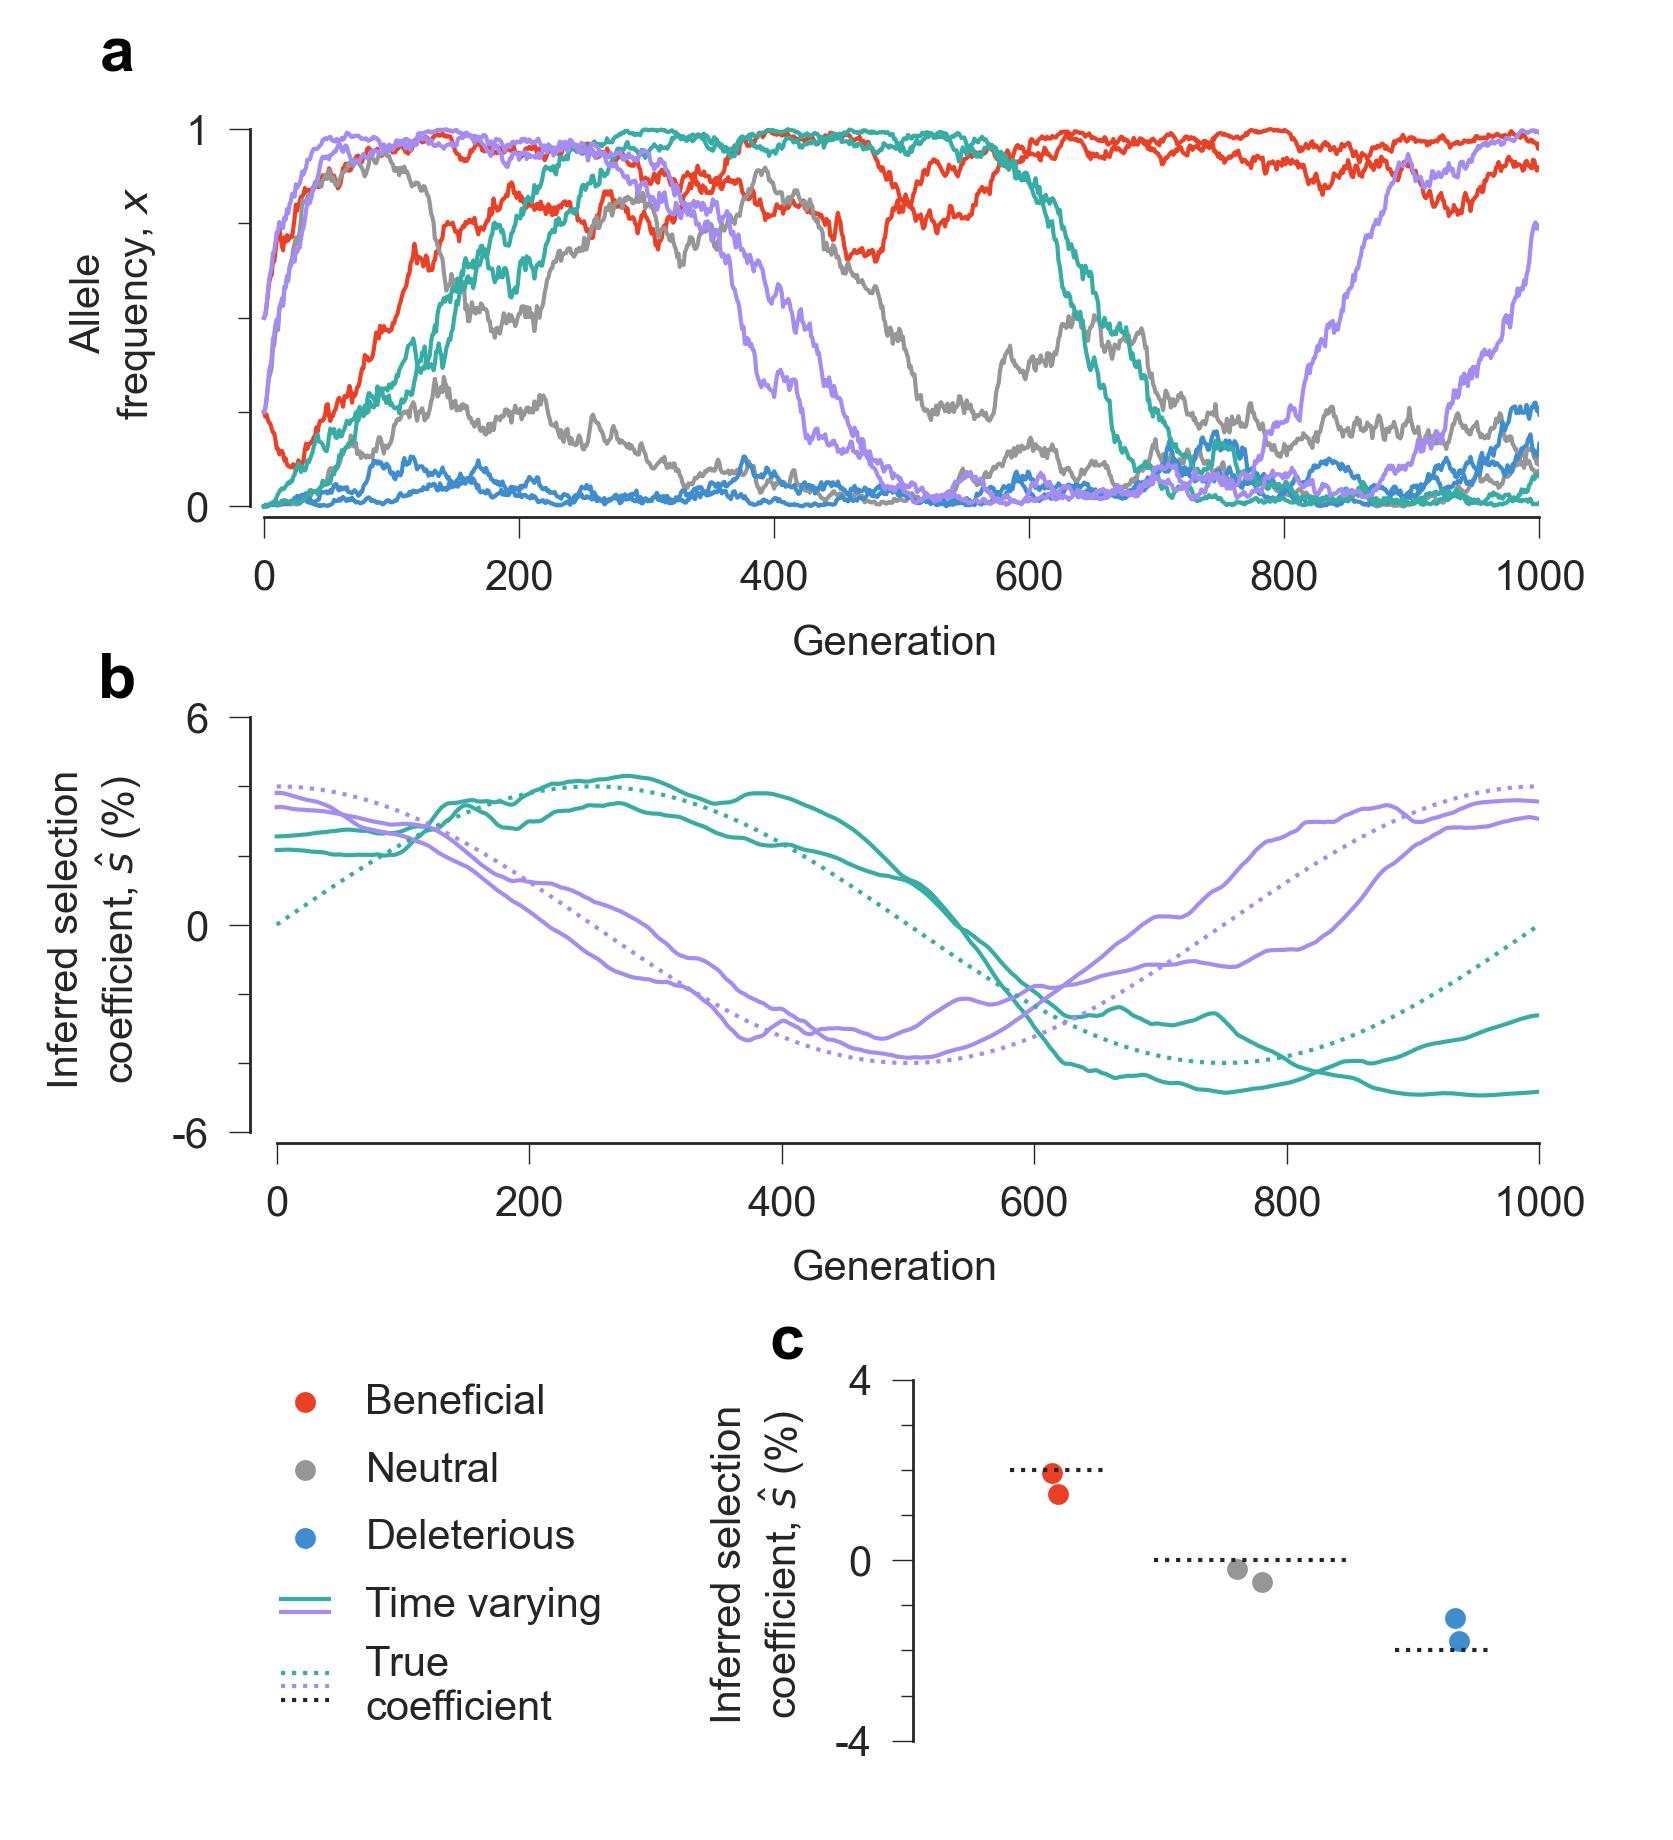 a
1
0
Allele
frequency, x
0 200 400 600 800 1000
Generation
b
6
0
-6
Inferred selection
coefficient, ŝ (%)
0 200 400 600 800 1000
Generation
Beneficial
Neutral
Deleterious
Time varying
True
coefficient
c
4
0
-4
Inferred selection
coefficient, ŝ (%)